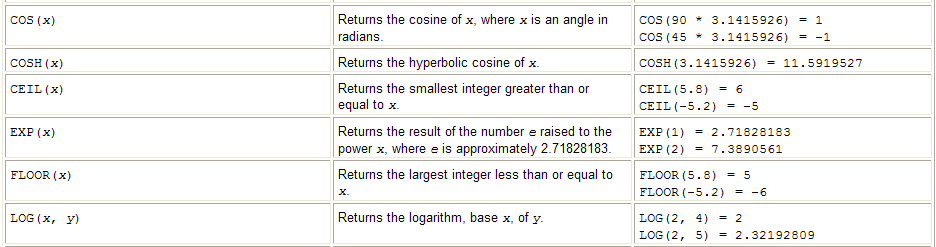 COS(x)
Returns the cosine of x, where x is an angle in
radians.
COS(90 * 3.1415926) = 1
COS(45 * 3.1415926) = -1
COSH(x)
Returns the hyperbolic cosine of x.
COSH(3.1415926) = 11.5919527
CEIL(x)
Returns the smallest integer greater than or
equal to x.
CEIL(5.8) = 6
CEIL(-5.2) = -5
EXP(x)
Returns the result of the number e raised to the
power x, where e is approximately 2.71828183.
EXP(1) = 2.71828183
EXP(2) = 7.3890561
FLOOR(x)
Returns the largest integer less than or equal to
x.
FLOOR(5.8) = 5
FLOOR(-5.2) = -6
LOG(x, y)
Returns the logarithm, base x, of y.
LOG(2, 4) = 2
LOG(2, 5) = 2.32192809